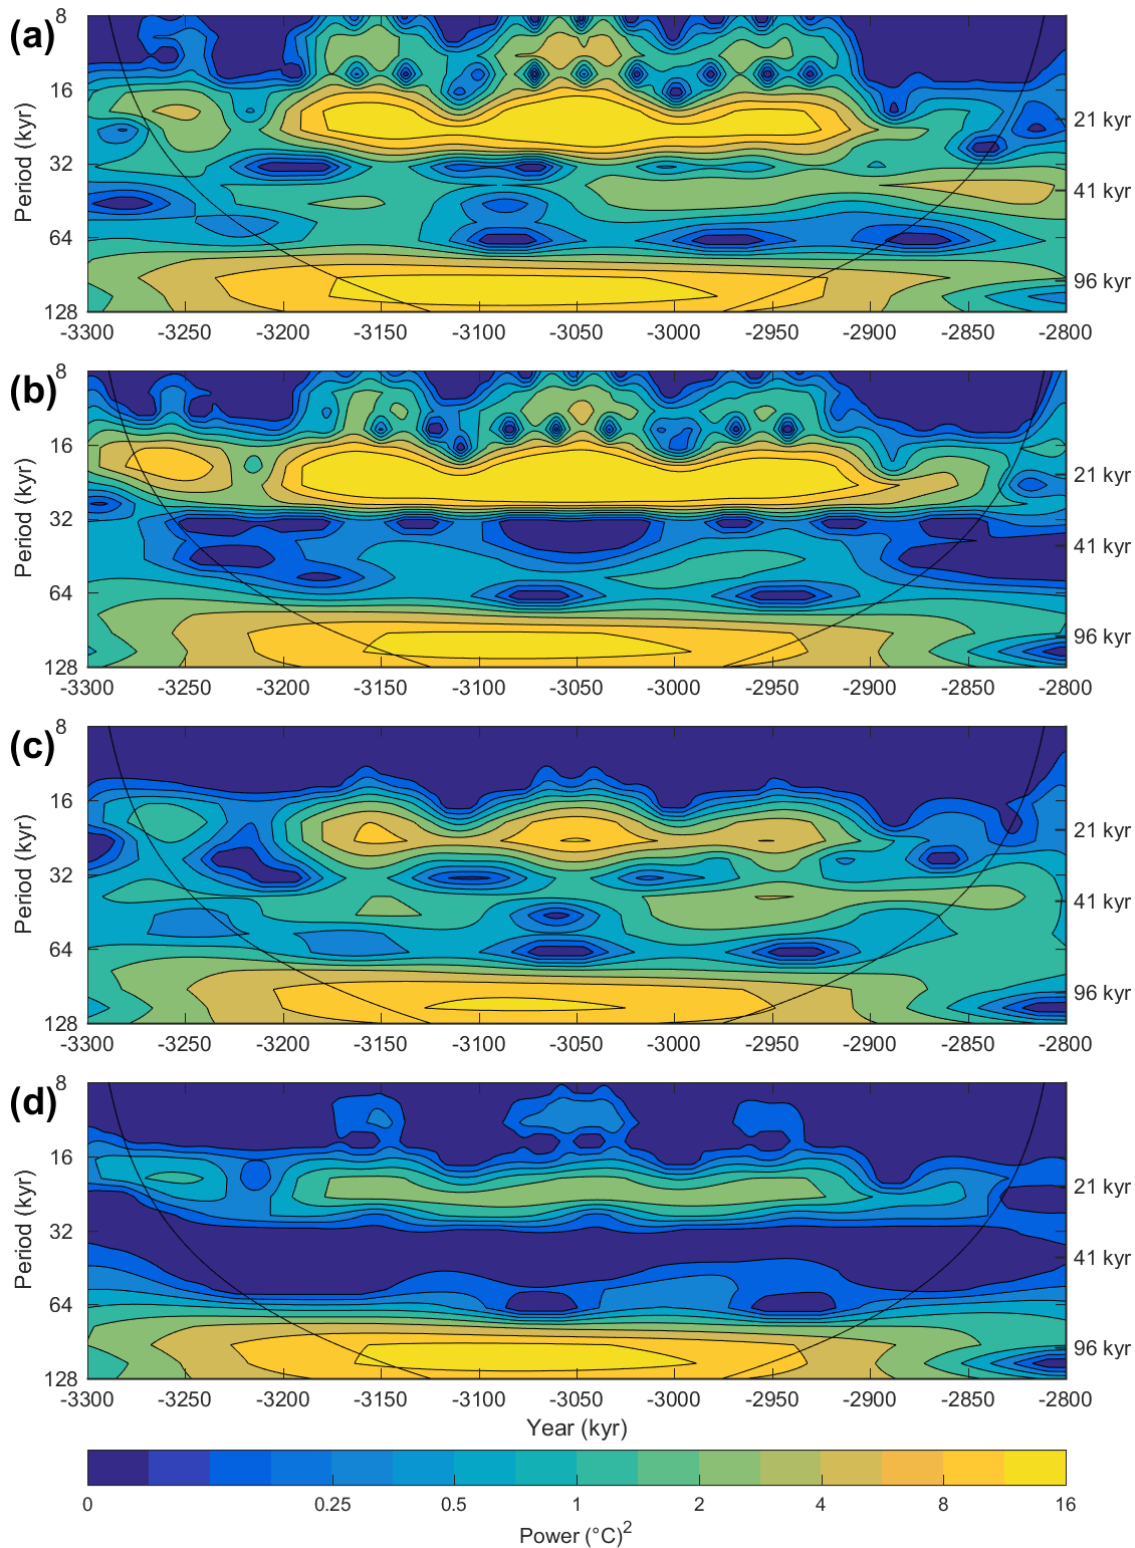 (a)
Period (kyr)
8
16
32
64
128
21 kyr
41 kyr
96 kyr
-3300 -3250 -3200 -3150 -3100 -3050 -3000 -2950 -2900 -2850 -2800
(b)
Period (kyr)
8
16
32
64
128
21 kyr
41 kyr
96 kyr
-3300 -3250 -3200 -3150 -3100 -3050 -3000 -2950 -2900 -2850 -2800
(c)
Period (kyr)
8
16
32
64
128
21 kyr
41 kyr
96 kyr
-3300 -3250 -3200 -3150 -3100 -3050 -3000 -2950 -2900 -2850 -2800
(d)
Period (kyr)
8
16
32
64
128
21 kyr
41 kyr
96 kyr
-3300 -3250 -3200 -3150 -3100 -3050 -3000 -2950 -2900 -2850 -2800
Year (kyr)
0 0.25 0.5 1 2 4 8 16
Power (°C)²